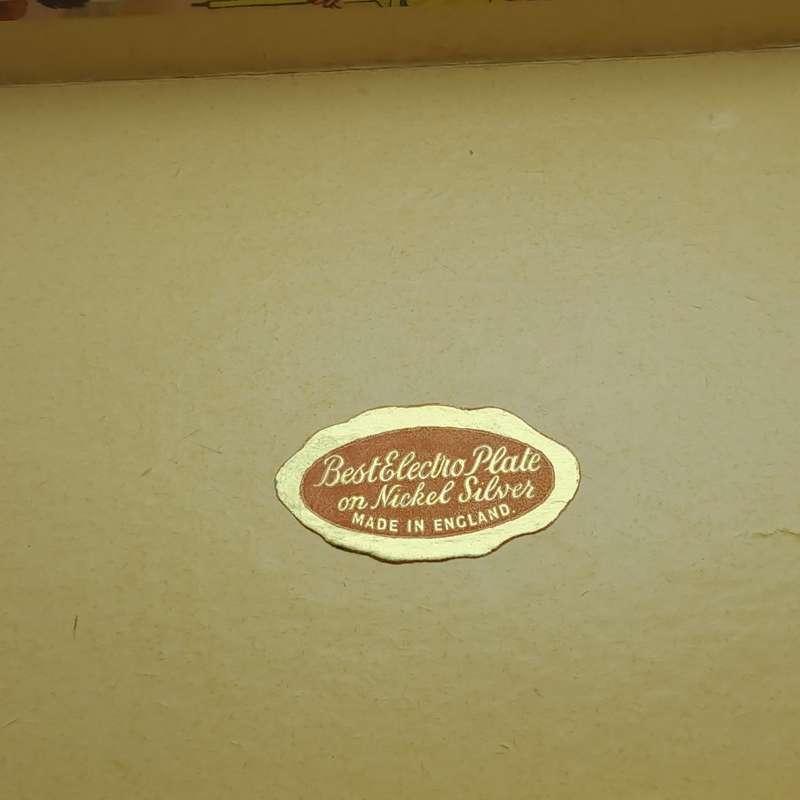 Best Electro Plate
on Nickel Silver
MADE IN ENGLAND.